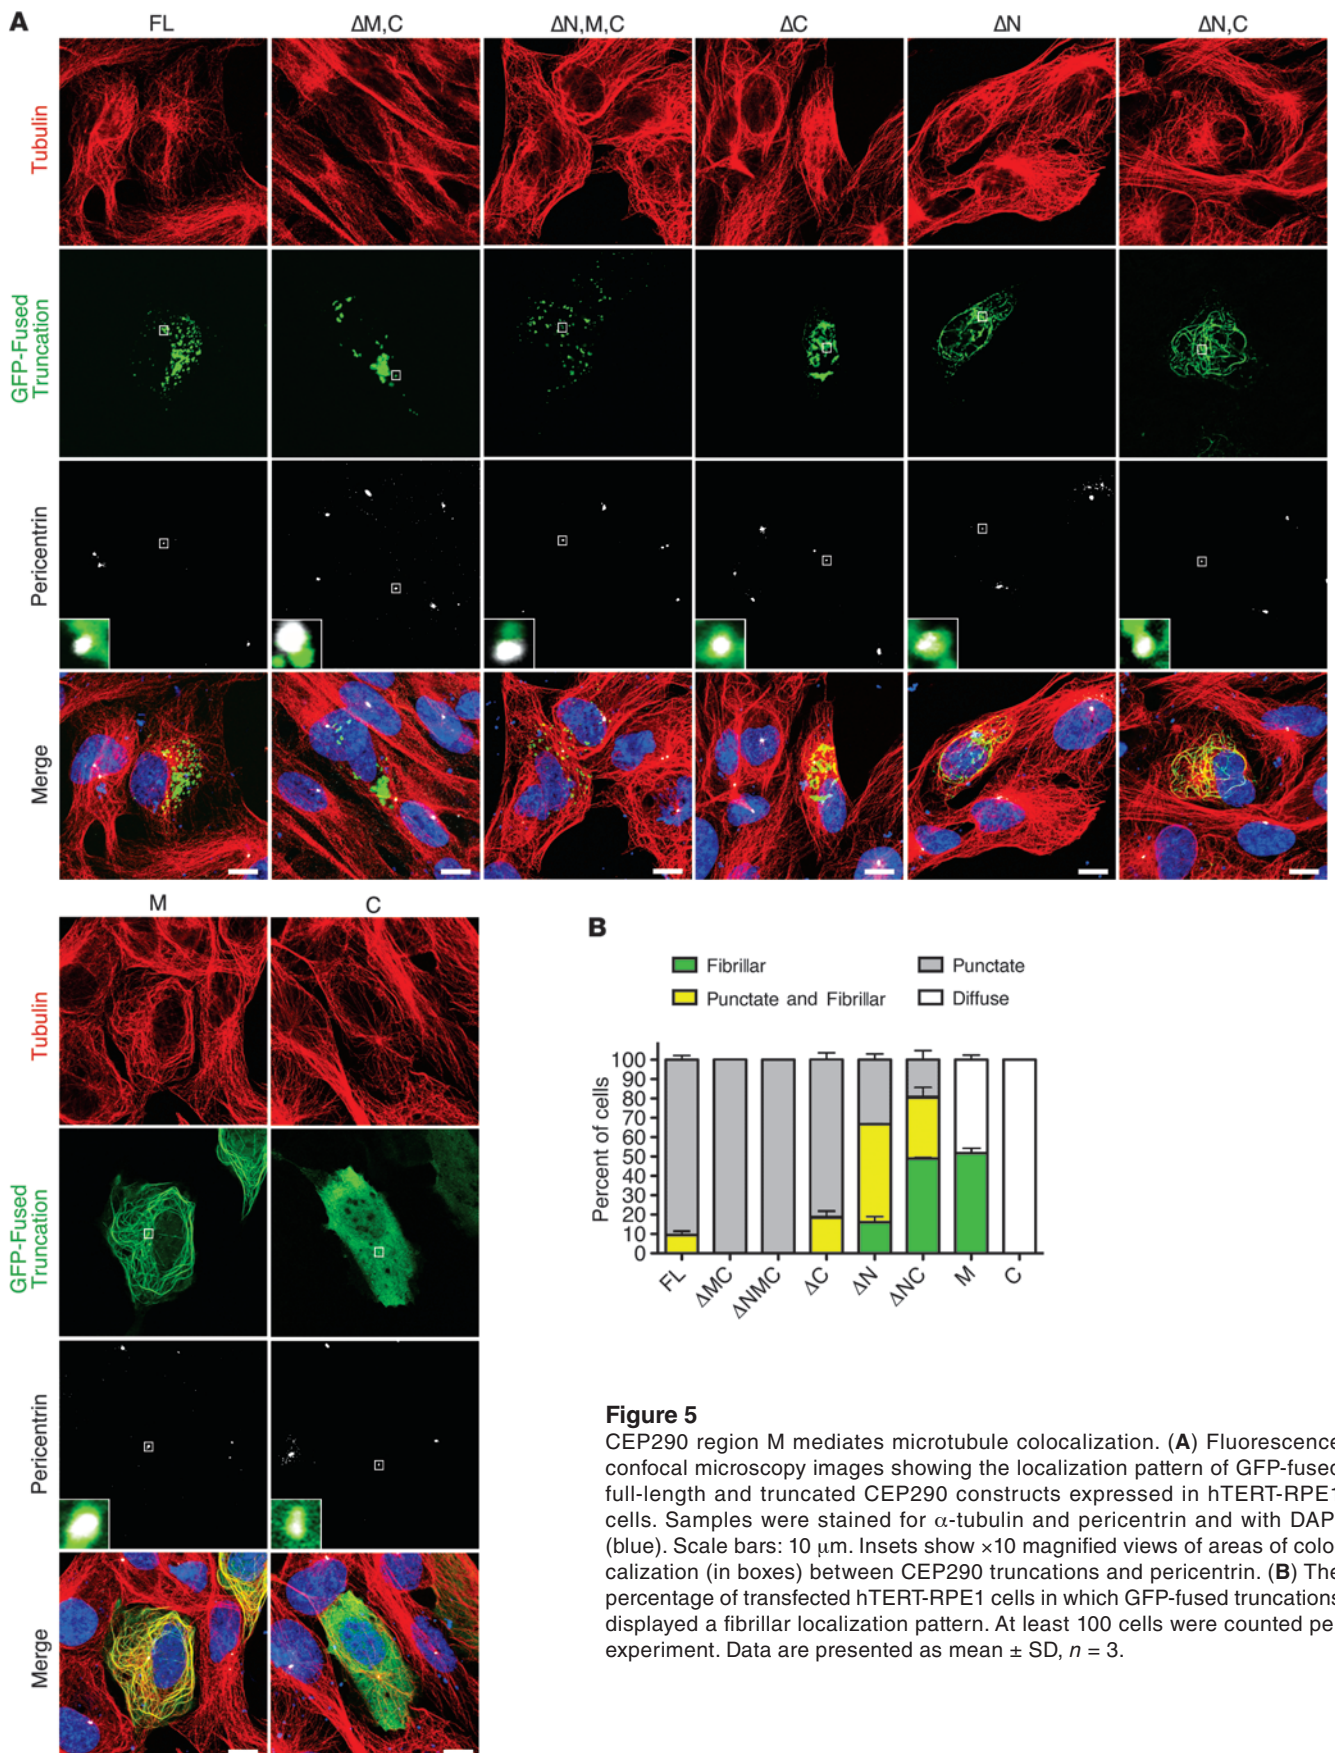 A
FL
ΔM,C
ΔN,M,C
ΔC
ΔN
ΔN,C
Tubulin
GFP-Fused
Truncation
Pericentrin
Merge
M
C
Tubulin
GFP-Fused
Truncation
Pericentrin
Merge
B
Fibrillar
Punctate
Punctate and Fibrillar
Diffuse
Percent of cells
100
90
80
70
60
50
40
30
20
10
0
FL
ΔMC
ΔNMC
ΔC
ΔN
ΔNC
M
C
Figure 5
CEP290 region M mediates microtubule colocalization. (A) Fluorescence
confocal microscopy images showing the localization pattern of GFP-fused
full-length and truncated CEP290 constructs expressed in hTERT-RPE1
cells. Samples were stained for α-tubulin and pericentrin and with DAP
(blue). Scale bars: 10 μm. Insets show ×10 magnified views of areas of colo
calization (in boxes) between CEP290 truncations and pericentrin. (B) The
percentage of transfected hTERT-RPE1 cells in which GFP-fused truncations
displayed a fibrillar localization pattern. At least 100 cells were counted pe
experiment. Data are presented as mean ± SD, n = 3.